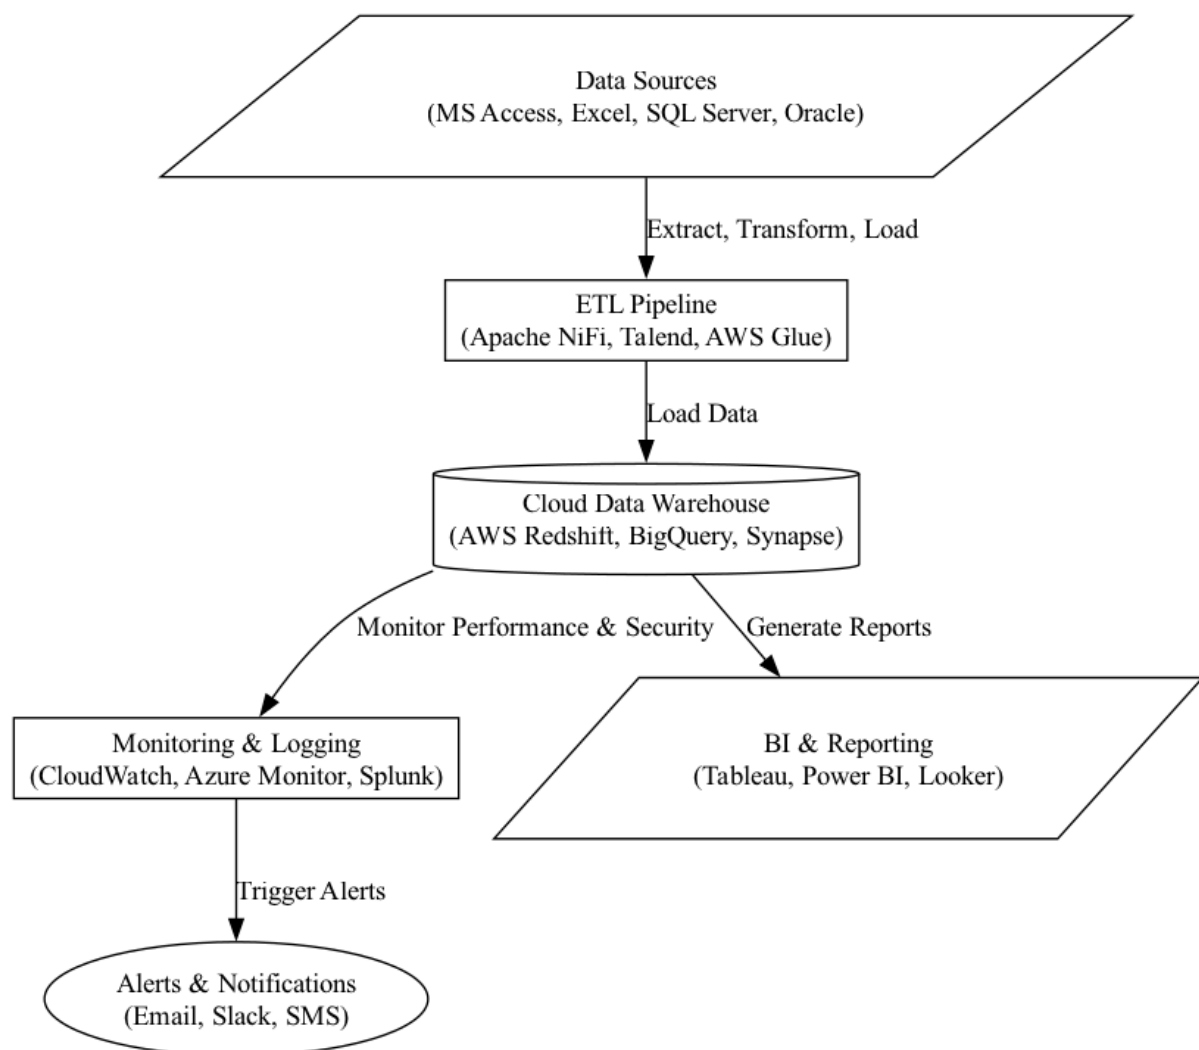 Data Sources
(MS Access, Excel, SQL Server, Oracle)
Extract, Transform, Load
ETL Pipeline
(Apache NiFi, Talend, AWS Glue)
Load Data
Cloud Data Warehouse
(AWS Redshift, BigQuery, Synapse)
Monitor Performance & Security
Generate Reports
Monitoring & Logging
(CloudWatch, Azure Monitor, Splunk)
BI & Reporting
(Tableau, Power BI, Looker)
Trigger Alerts
Alerts & Notifications
(Email, Slack, SMS)